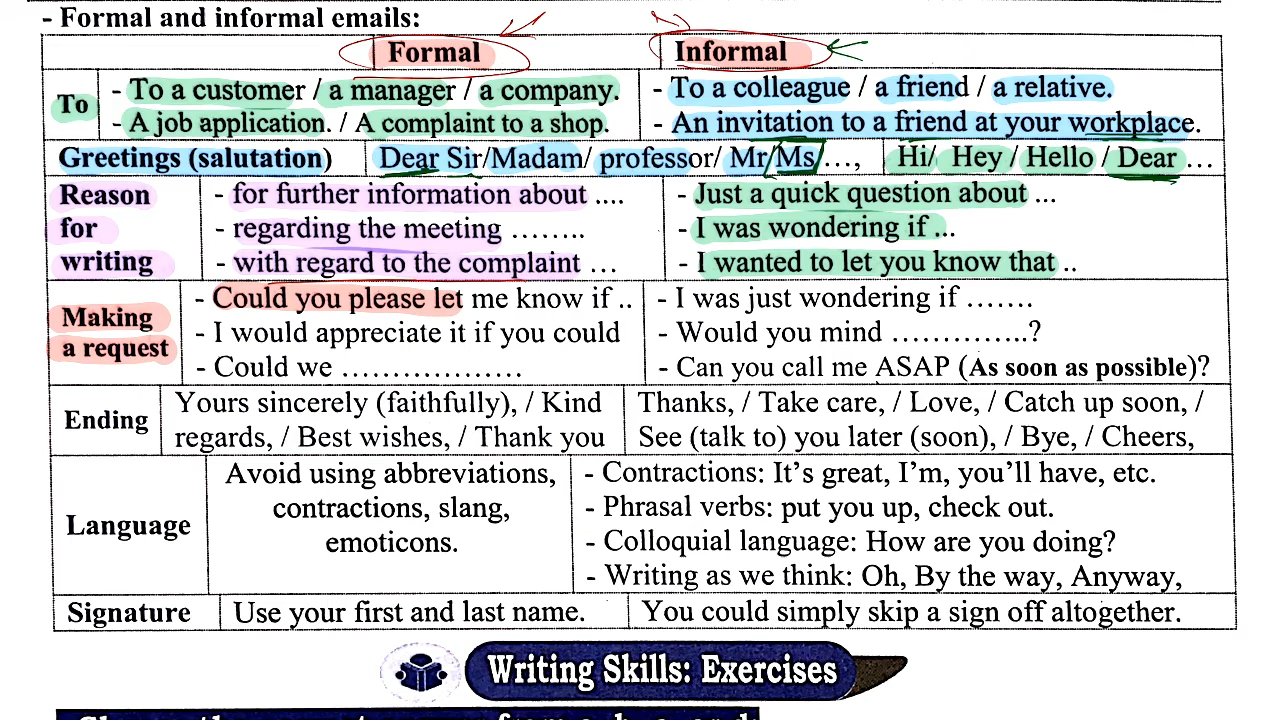 - Formal and informal emails:
Formal Informal
To - To a customer / a manager / a company. - To a colleague / a friend / a relative.
- A job application. / A complaint to a shop. - An invitation to a friend at your workplace.
Greetings (salutation) Dear Sir/Madam/ professor/ Mr/Ms/…, Hi/ Hey / Hello / Dear …
Reason - for further information about .... - Just a quick question about ...
for - regarding the meeting …….. - I was wondering if ...
writing - with regard to the complaint … - I wanted to let you know that ..
Making - Could you please let me know if .. - I was just wondering if …….
a request - I would appreciate it if you could - Would you mind …………..?
- Could we ……………… - Can you call me ASAP (As soon as possible)?
Ending Yours sincerely (faithfully), / Kind Thanks, / Take care, / Love, / Catch up soon, /
regards, / Best wishes, / Thank you See (talk to) you later (soon), / Bye, / Cheers,
Language Avoid using abbreviations, - Contractions: It’s great, I’m, you’ll have, etc.
contractions, slang, - Phrasal verbs: put you up, check out.
emoticons. - Colloquial language: How are you doing?
- Writing as we think: Oh, By the way, Anyway,
Signature Use your first and last name. You could simply skip a sign off altogether.
Writing Skills: Exercises